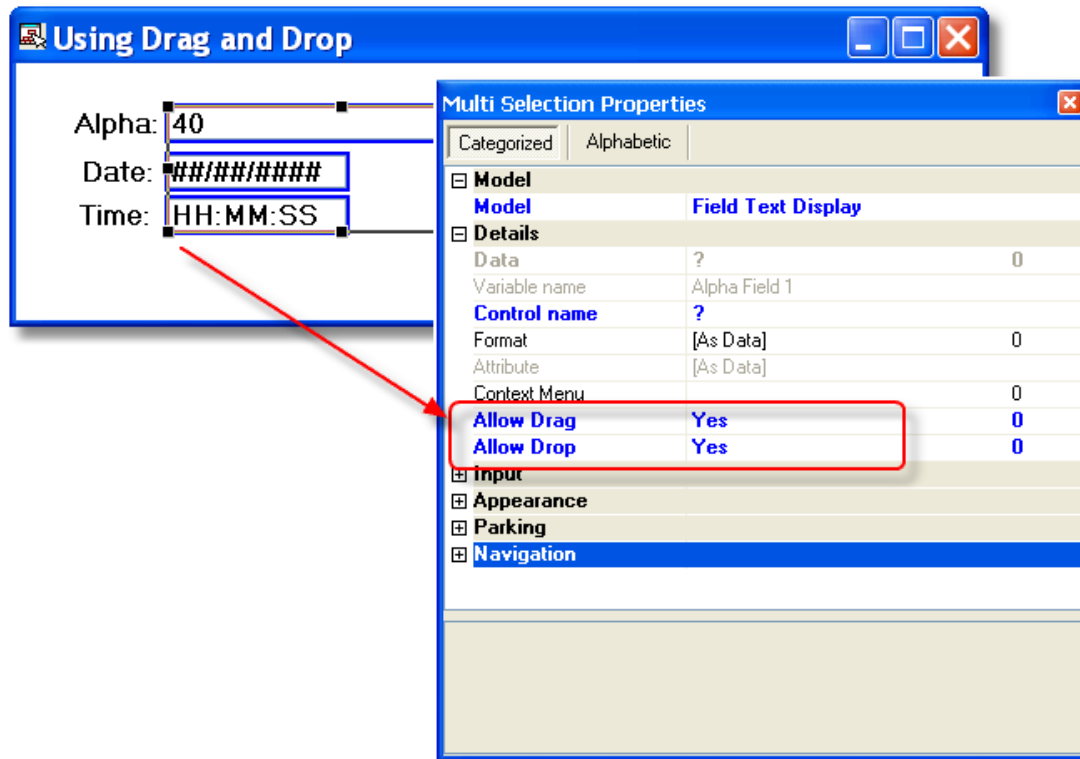 Using Drag and Drop
Alpha: 40
Date: ##/##/####
Time: HH:MM:SS
Multi Selection Properties
Categorized Alphabetic
Model
Model Field Text Display
Details
Data ? 0
Variable name Alpha Field 1
Control name ?
Format [As Data] 0
Attribute [As Data]
Context Menu 0
Allow Drag Yes 0
Allow Drop Yes 0
Input
Appearance
Parking
Navigation